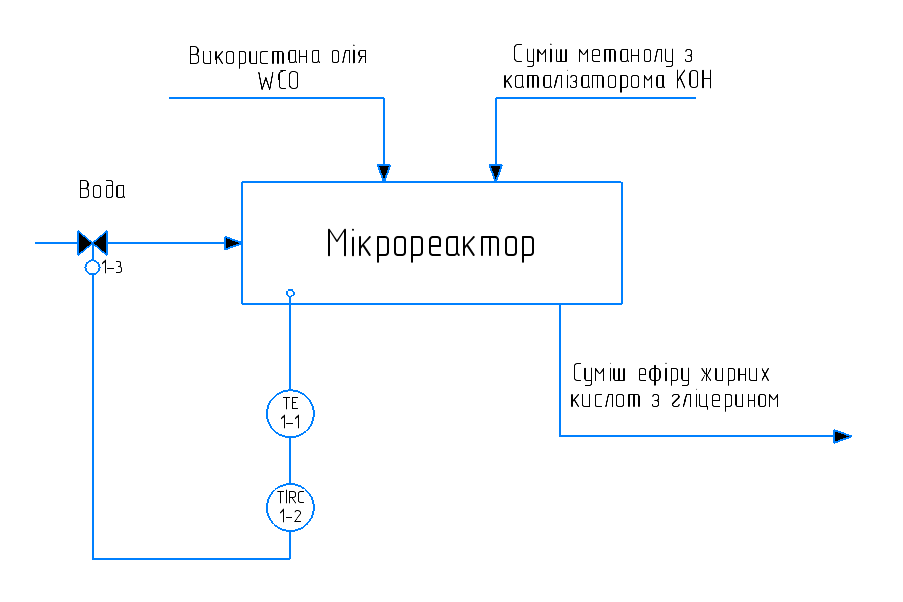 Використана олія
WCO
Суміш метанолу з
каталізаторома КОН
Вода
1-3
Мікрореактор
Суміш ефіру жирних
кислот з гліцерином
TE
1-1
TIRC
1-2